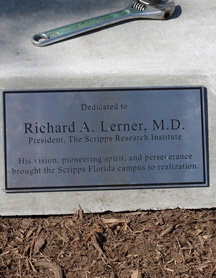 Dedicated to
Richard A. Lerner, M.D.
President, The Scripps Research Institute
His vision, pioneering spirit, and perseverance
brought the Scripps Florida campus to realization.